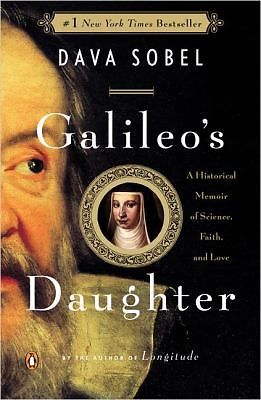 #1 New York Times Bestseller
DAVA SOBEL
Galileo's
A Historical
Memoir
of Science,
Faith,
and Love
Daughter
BY THE AUTHOR OF Longitude